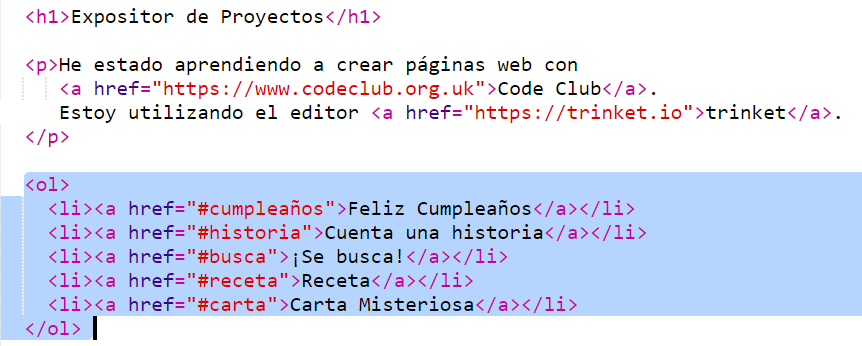 <h1>Expositor de Proyectos</h1>
<p>He estado aprendiendo a crear páginas web con
<a href="https://www.codeclub.org.uk">Code Club</a>.
Estoy utilizando el editor <a href="https://trinket.io">trinket</a>.
</p>
<ol>
<li><a href="#cumpleaños">Feliz Cumpleaños</a></li>
<li><a href="#historia">Cuenta una historia</a></li>
<li><a href="#busca">¡Se busca!</a></li>
<li><a href="#receta">Receta</a></li>
<li><a href="#carta">Carta Misteriosa</a></li>
</ol>